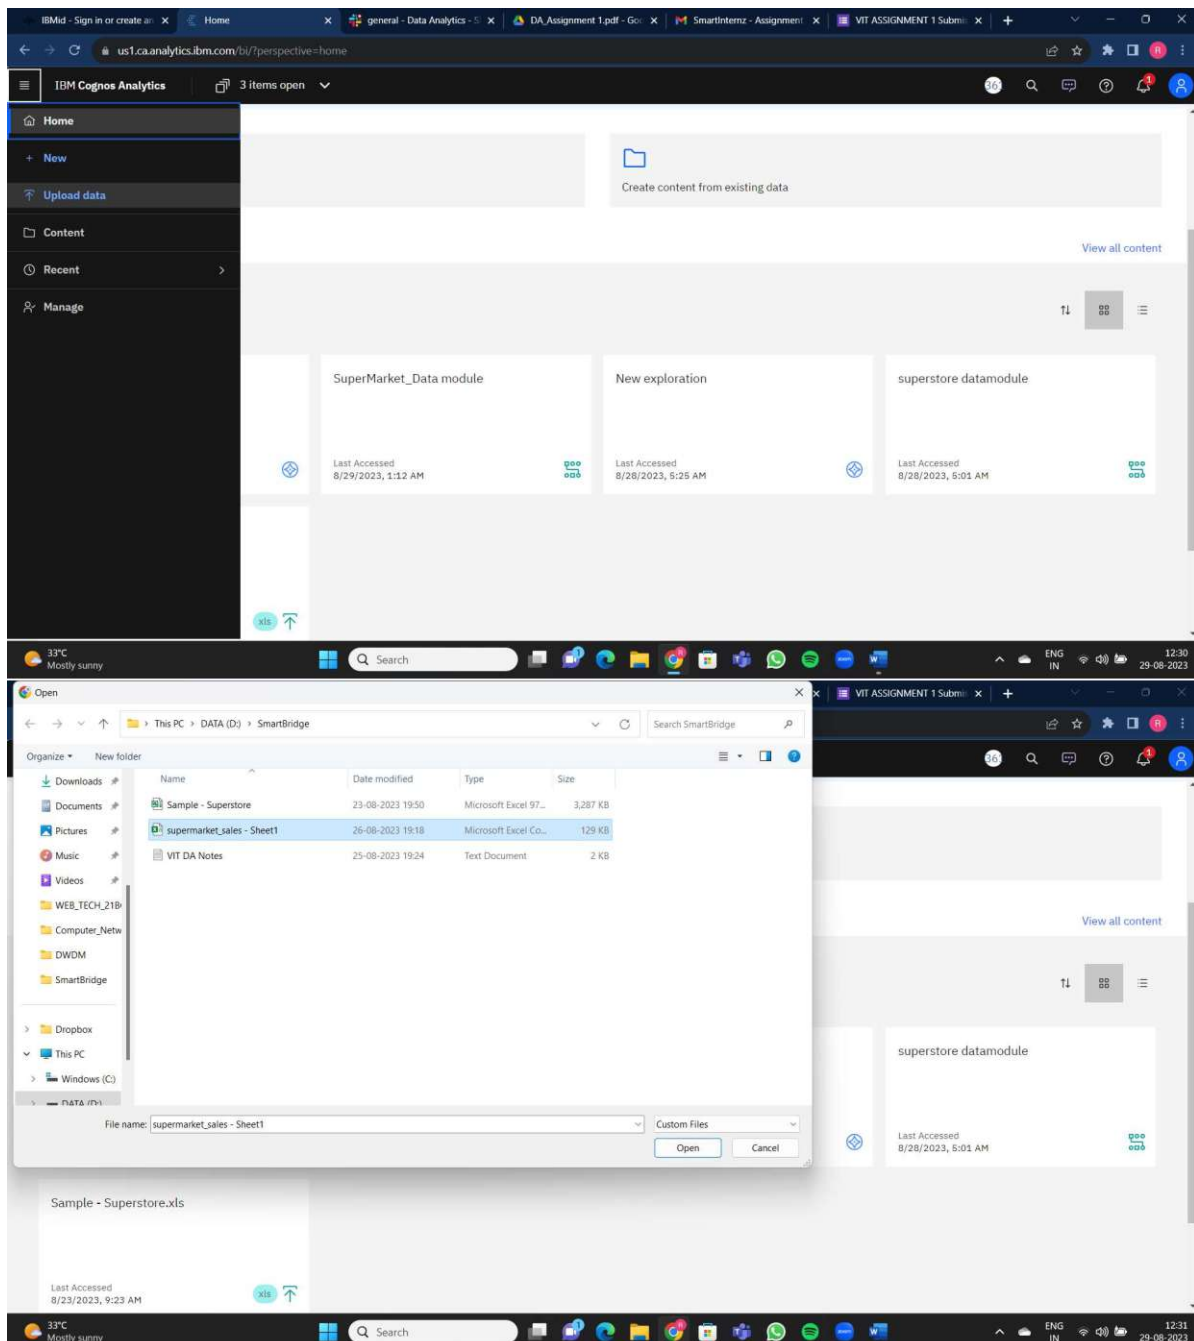 IBMid - Sign in or create an
Home
general - Data Analytics - S
DA_Assignment 1.pdf - Goo
SmartInternz - Assignment
VIT ASSIGNMENT 1 Submi
us1.ca.analytics.ibm.com/bi/?perspective=home
IBM Cognos Analytics
3 items open
361
1
R
Home
New
Upload data
Content
Recent
Manage
Create content from existing data
View all content
SuperMarket_Data module
New exploration
superstore datamodule
Last Accessed
8/29/2023, 1:12 AM
Last Accessed
8/28/2023, 5:25 AM
Last Accessed
8/28/2023, 5:01 AM
xls
33°C
Mostly sunny
Search
ENG
IN
12:30
29-08-2023
Open
VIT ASSIGNMENT 1 Submi
This PC > DATA (D:) > SmartBridge
Search SmartBridge
R
Organize
New folder
361
1
Downloads
Documents
Pictures
Music
Videos
WEB_TECH_21B
Computer_Netw
DWDM
SmartBridge
Dropbox
This PC
Windows (C:)
DATA (D:)
Name Date modified Type Size
Sample - Superstore 23-08-2023 19:50 Microsoft Excel 97... 3,287 KB
supermarket_sales - Sheet1 26-08-2023 19:18 Microsoft Excel Co... 129 KB
VIT DA Notes 25-08-2023 19:24 Text Document 2 KB
File name: supermarket_sales - Sheet1
Custom Files
Open
Cancel
View all content
superstore datamodule
Last Accessed
8/28/2023, 5:01 AM
Sample - Superstore.xls
Last Accessed
8/23/2023, 9:23 AM
xls
33°C
Mostly sunny
Search
ENG
IN
12:31
29-08-2023